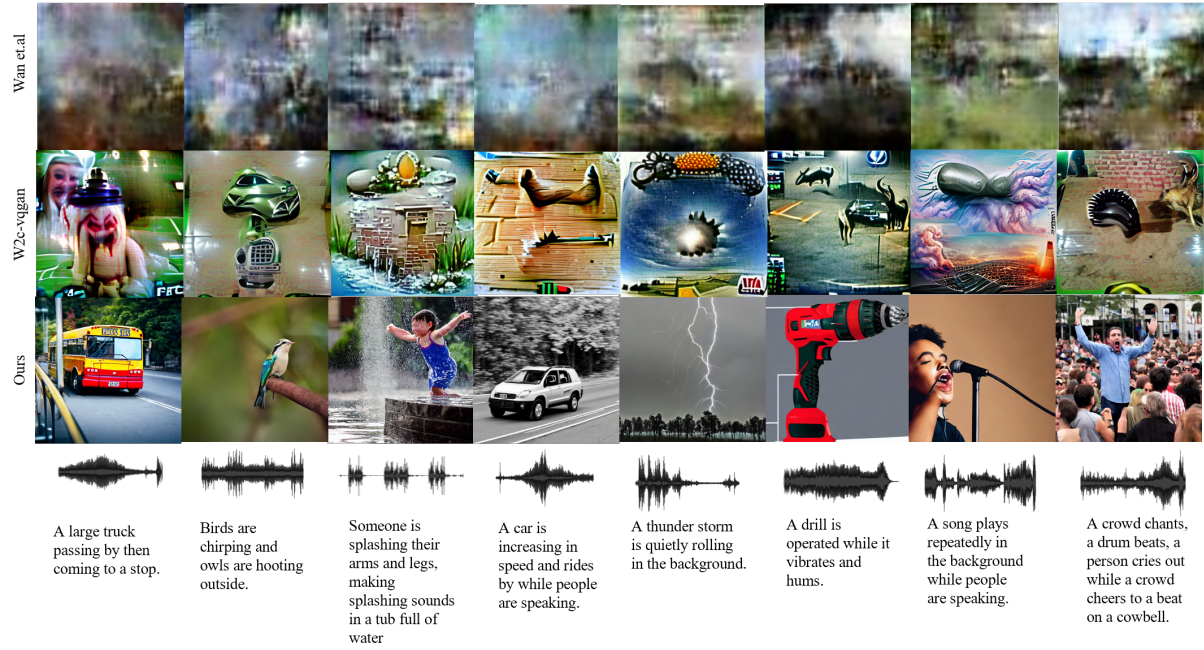 Wan et.al
W2c-vqgan
Ours
A large truck
passing by then
coming to a stop.
Birds are
chirping and
owls are hooting
outside.
Someone is
splashing their
arms and legs,
making
splashing sounds
in a tub full of
water
A car is
increasing in
speed and rides
by while people
are speaking.
A thunder storm
is quietly rolling
in the background.
A drill is
operated while it
vibrates and
hums.
A song plays
repeatedly in
the background
while people
are speaking.
A crowd chants,
a drum beats, a
person cries out
while a crowd
cheers to a beat
on a cowbell.